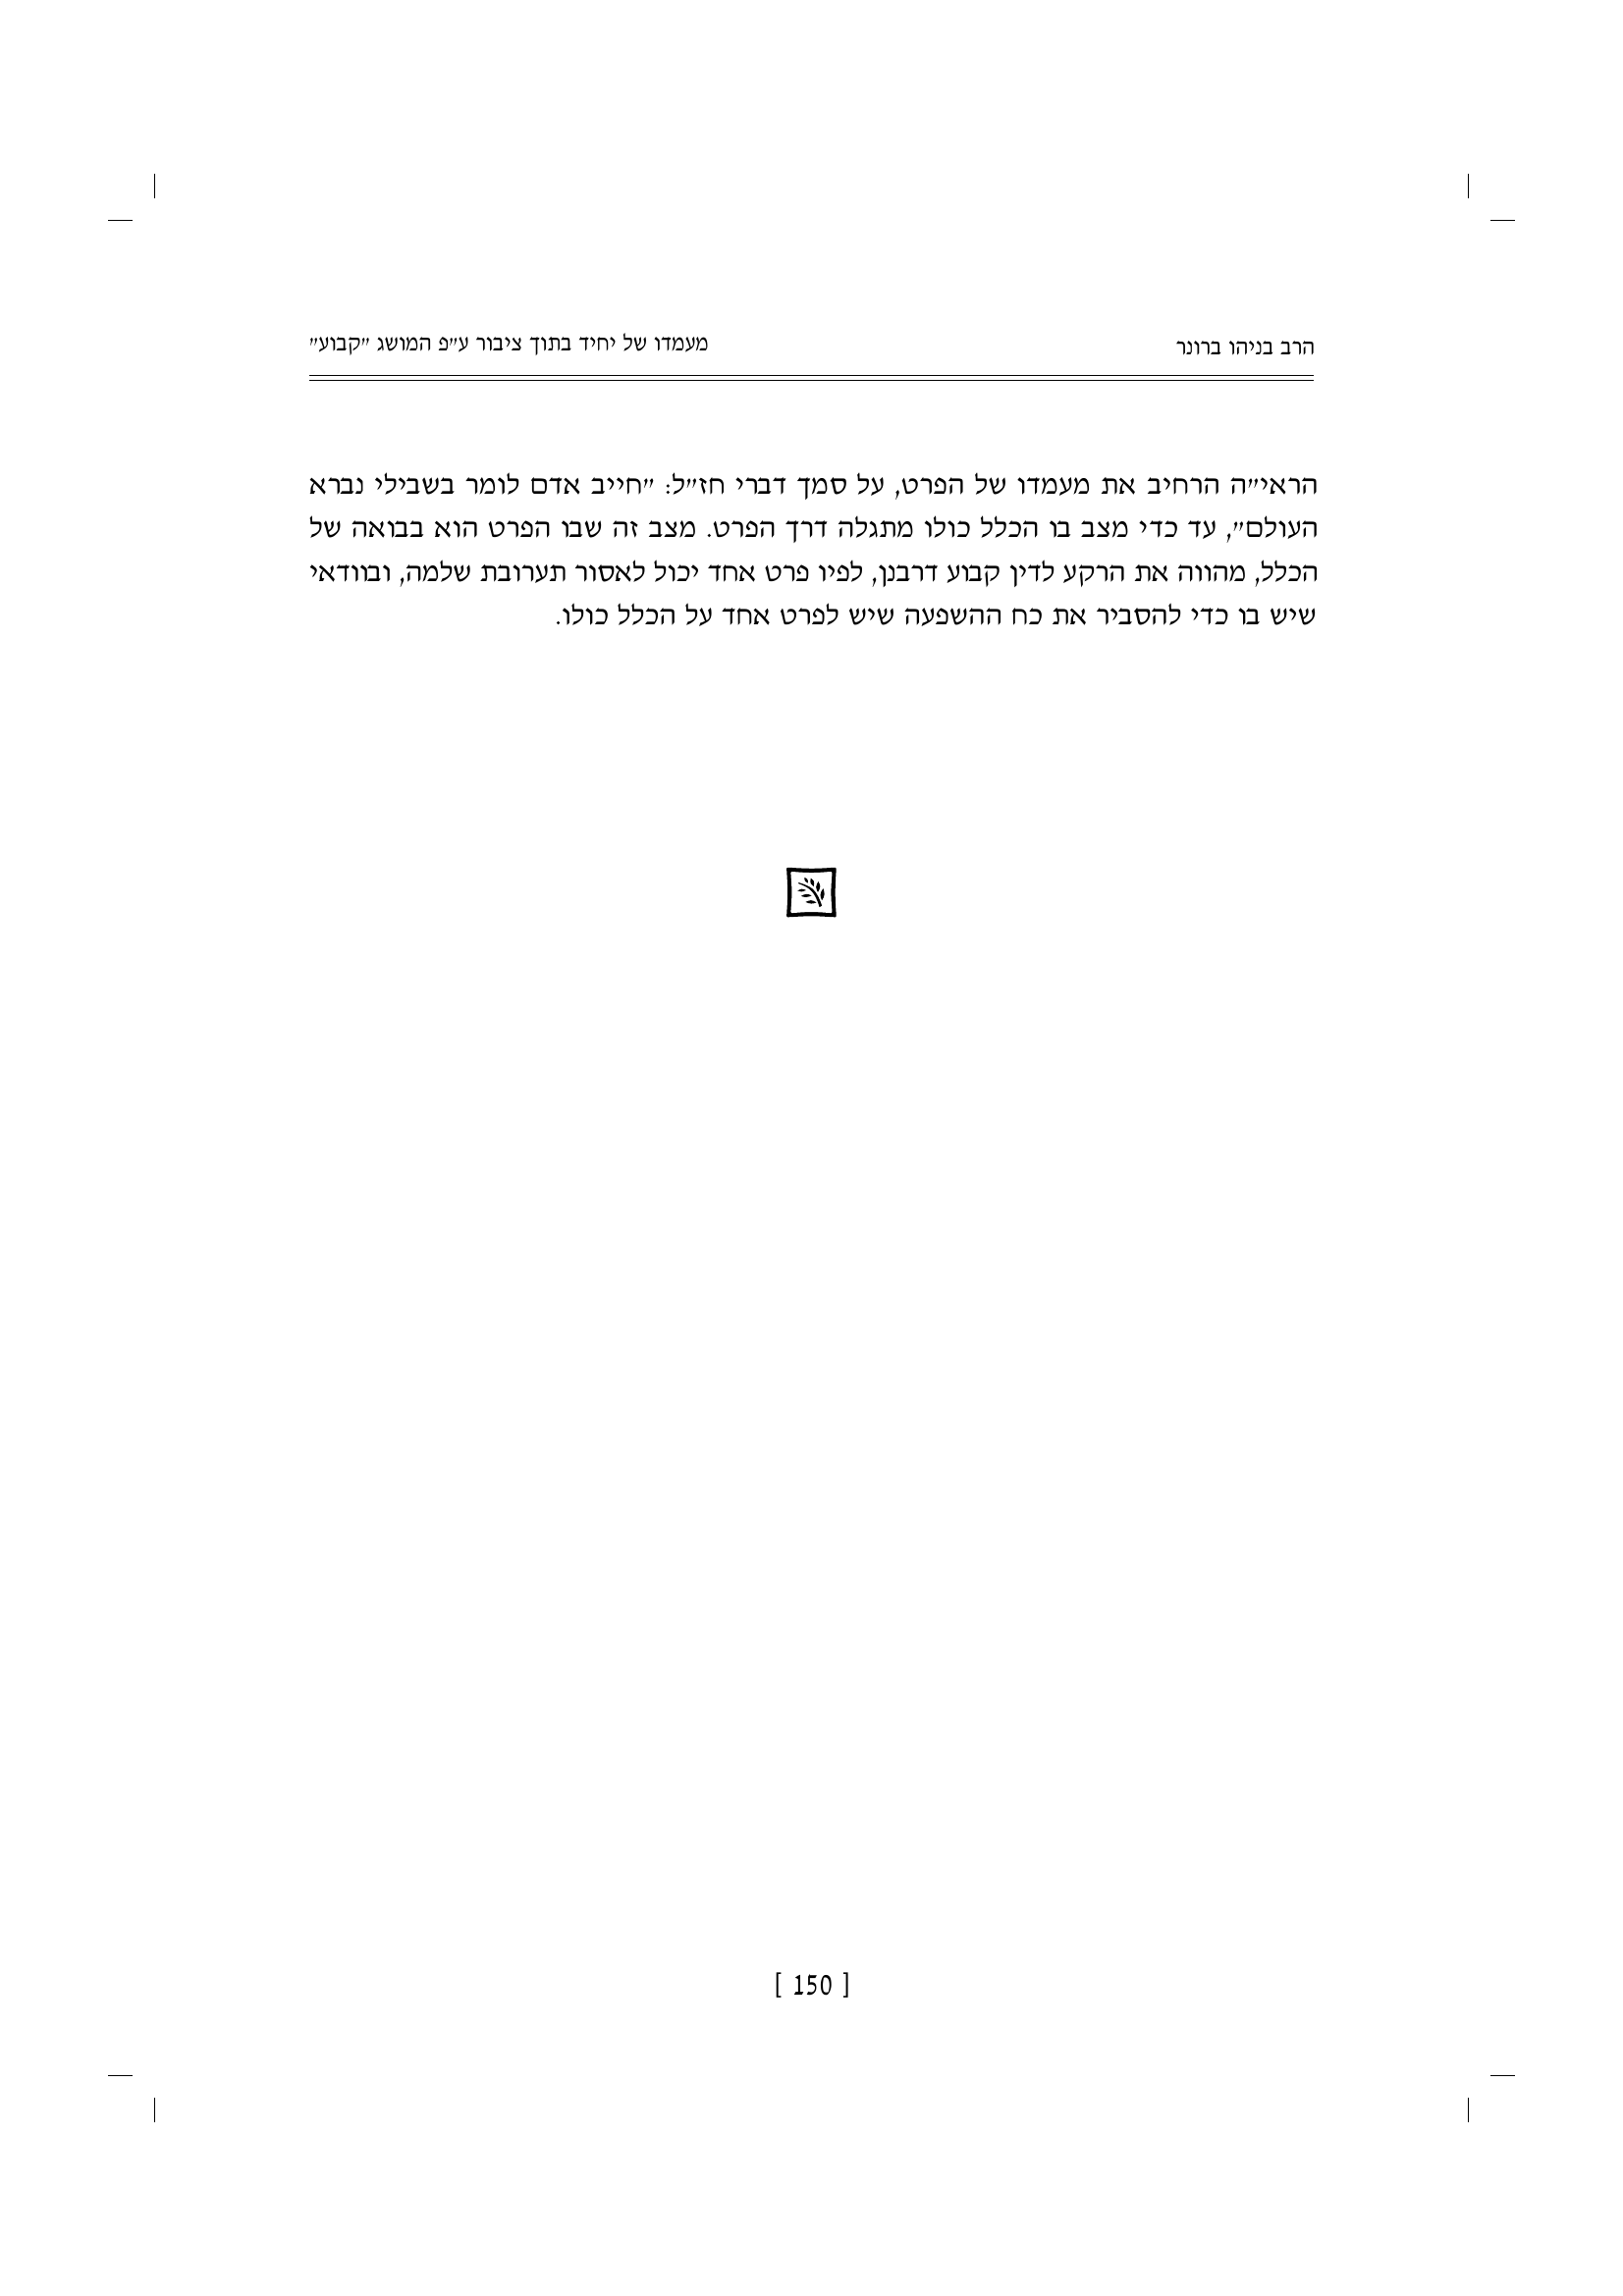 הרב בניהו ברונר
מעמדו של יחיד בתוך ציבור ע״פ המושג ״קבוע״
הראי״ה הרחיב את מעמדו של הפרט, על סמך דברי חז״ל: ״חייב אדם לומר בשבילי נברא
העולם״, עד כדי מצב בו הכלל כולו מתגלה דרך הפרט. מצב זה שבו הפרט הוא בבואה של
הכלל, מהווה את הרקע לדין קבוע דרבנן, לפיו פרט אחד יכול לאסור תערובת שלמה, ובוודאי
שיש בו כדי להסביר את כח ההשפעה שיש לפרט אחד על הכלל כולו.
[ 150 ]